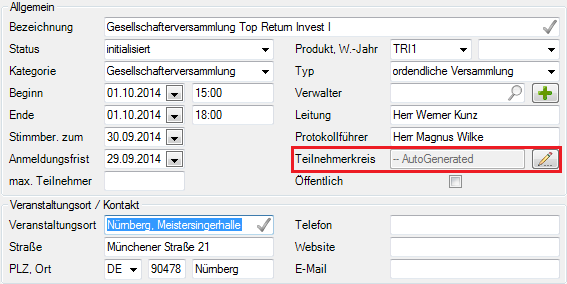 Allgemein
Bezeichnung Gesellschafterversammlung Top Return Invest I
Status initialisiert Produkt, W.-Jahr TRI1
Kategorie Gesellschafterversammlung Typ ordendliche Versammlung
Beginn 01.10.2014 15:00 Verwalter
Ende 01.10.2014 18:00 Leitung Herr Werner Kunz
Stimmber. zum 30.09.2014 Protokollführer Herr Magnus Wilke
Anmeldungsfrist 29.09.2014 Teilnehmerkreis -- AutoGenerated
max. Teilnehmer Öffentlich
Veranstaltungsort / Kontakt
Veranstaltungsort Nürnberg, Meistersingerhalle Telefon
Straße Münchener Straße 21 Website
PLZ, Ort DE 90478 Nürnberg E-Mail